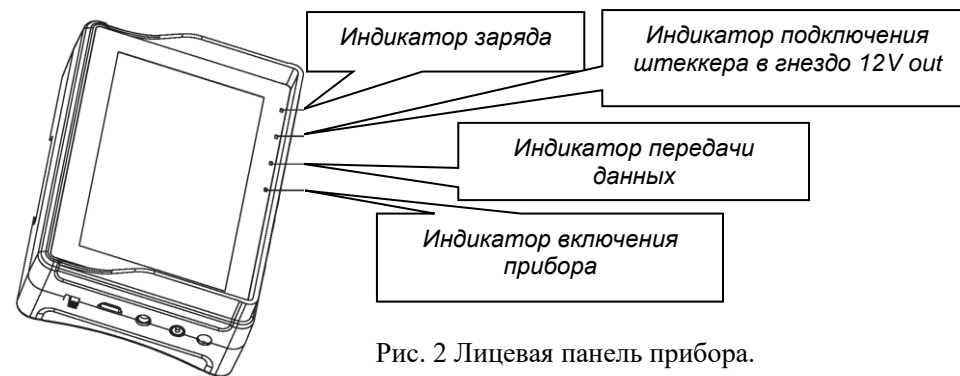 Индикатор заряда
Индикатор подключения
штеккера в гнездо 12V out
Индикатор передачи
данных
Индикатор включения
прибора
Рис. 2 Лицевая панель прибора.